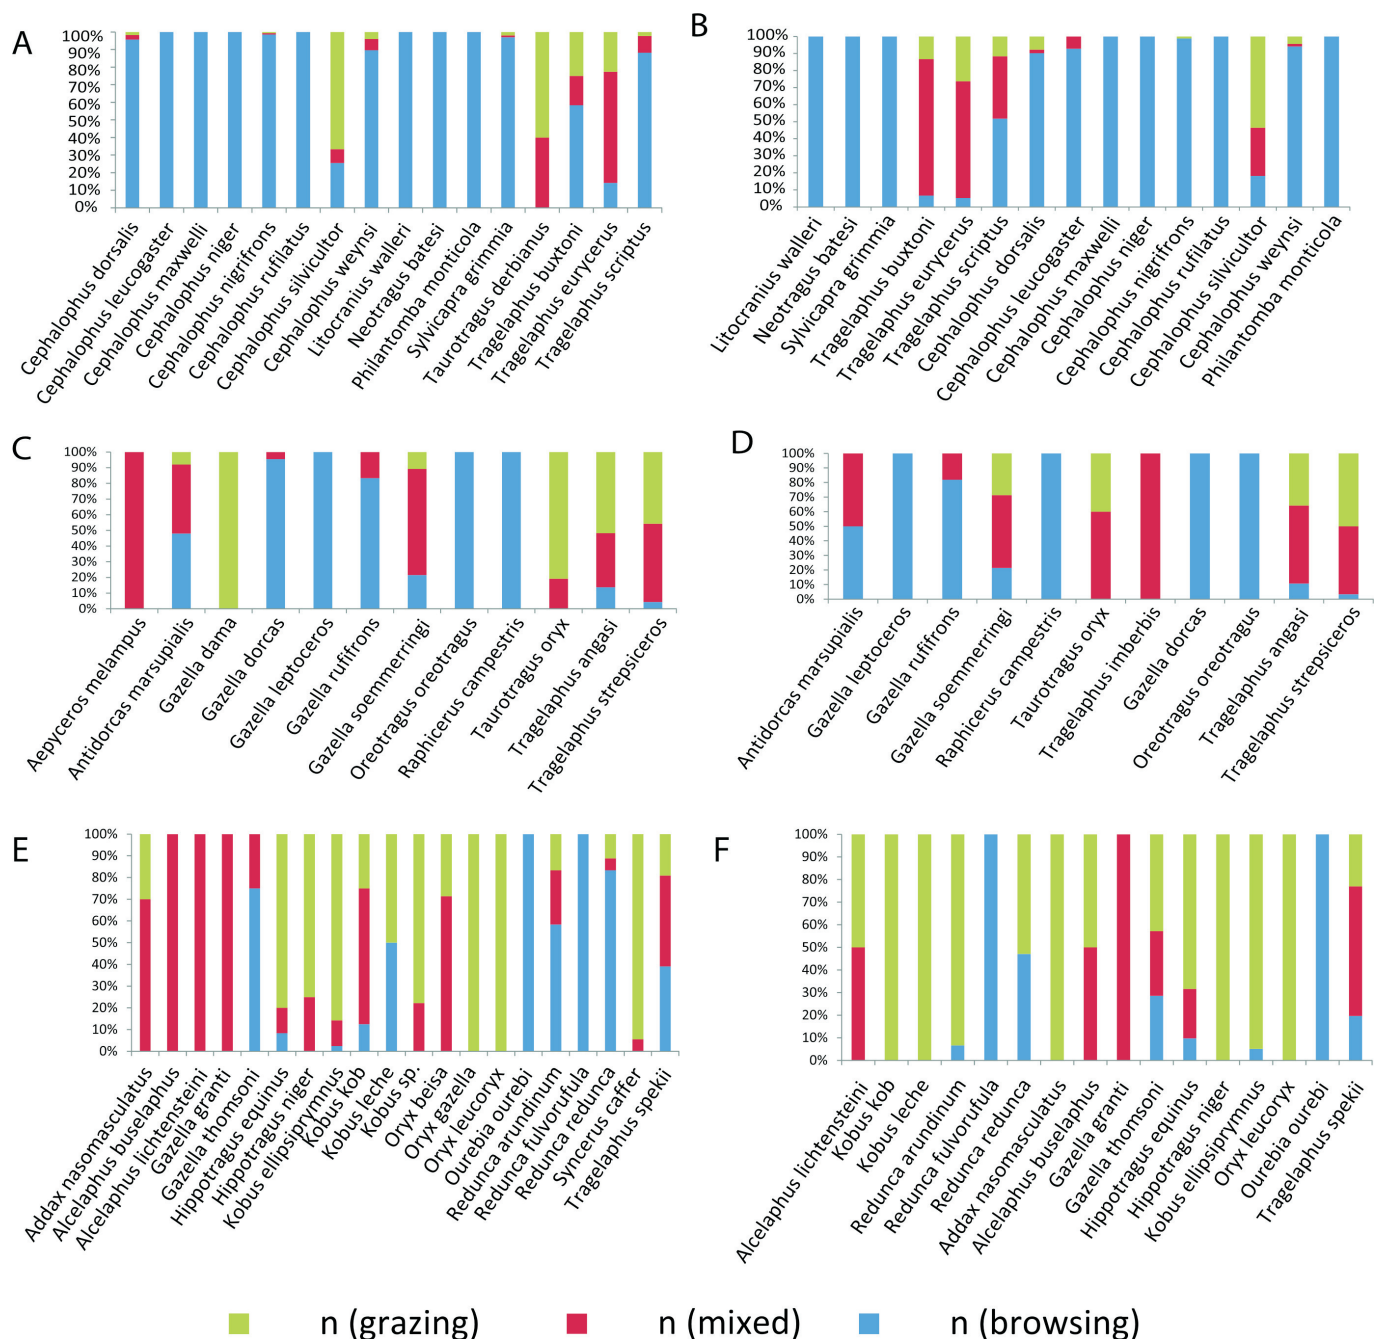 A
100%
90%
80%
70%
60%
50%
40%
30%
20%
10%
0%
Cephalophus dorsalis
Cephalophus leucogaster
Cephalophus maxwelli
Cephalophus niger
Cephalophus nigrifrons
Cephalophus rufilatus
Cephalophus silvicultor
Cephalophus weynsi
Litocranius walleri
Neotragus batesi
Philantomba monticola
Sylvicapra grimmia
Taurotragus derbianus
Tragelaphus buxtoni
Tragelaphus eurycerus
Tragelaphus scriptus
B
100%
90%
80%
70%
60%
50%
40%
30%
20%
10%
0%
Litocranius walleri
Neotragus batesi
Sylvicapra grimmia
Tragelaphus buxtoni
Tragelaphus eurycerus
Tragelaphus scriptus
Cephalophus dorsalis
Cephalophus leucogaster
Cephalophus maxwelli
Cephalophus niger
Cephalophus nigrifrons
Cephalophus rufilatus
Cephalophus silvicultor
Cephalophus weynsi
Philantomba monticola
C
100%
90%
80%
70%
60%
50%
40%
30%
20%
10%
0%
Aepyceros melampus
Antidorcas marsupialis
Gazella dama
Gazella dorcas
Gazella leptoceros
Gazella rufifrons
Gazella soemmerringi
Oreotragus oreotragus
Raphicerus campestris
Taurotragus oryx
Tragelaphus angasi
Tragelaphus strepsiceros
D
100%
90%
80%
70%
60%
50%
40%
30%
20%
10%
0%
Antidorcas marsupialis
Gazella leptoceros
Gazella rufifrons
Gazella soemmerringi
Raphicerus campestris
Taurotragus oryx
Tragelaphus imberbis
Gazella dorcas
Oreotragus oreotragus
Tragelaphus angasi
Tragelaphus strepsiceros
E
100%
90%
80%
70%
60%
50%
40%
30%
20%
10%
0%
Addax nasomasculatus
Alcelaphus buselaphus
Alcelaphus lichtensteini
Gazella granti
Gazella thomsoni
Hippotragus equinus
Hippotragus niger
Kobus ellipsiprymnus
Kobus kob
Kobus leche
Kobus sp.
Oryx beisa
Oryx gazella
Oryx leucoryx
Ourebia ourebi
Redunca arundinum
Redunca fulvorufula
Redunca redunca
Syncerus caffer
Tragelaphus spekii
F
100%
90%
80%
70%
60%
50%
40%
30%
20%
10%
0%
Alcelaphus lichtensteini
Kobus kob
Kobus leche
Redunca arundinum
Redunca fulvorufula
Redunca redunca
Addax nasomasculatus
Alcelaphus buselaphus
Gazella granti
Gazella thomsoni
Hippotragus equinus
Hippotragus niger
Kobus ellipsiprymnus
Oryx leucoryx
Ourebia ourebi
Tragelaphus spekii
n (grazing)
n (mixed)
n (browsing)